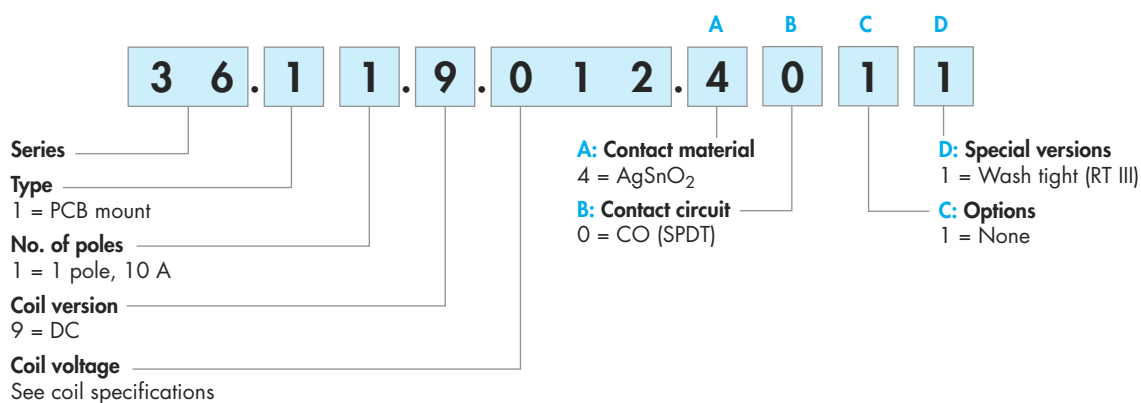 A B C D
3 6 . 1 1 . 9 . 0 1 2 . 4 0 1 1
Series
Type
1 = PCB mount
No. of poles
1 = 1 pole, 10 A
Coil version
9 = DC
Coil voltage
See coil specifications
A: Contact material
4 = AgSnO₂
B: Contact circuit
0 = CO (SPDT)
D: Special versions
1 = Wash tight (RT III)
C: Options
1 = None